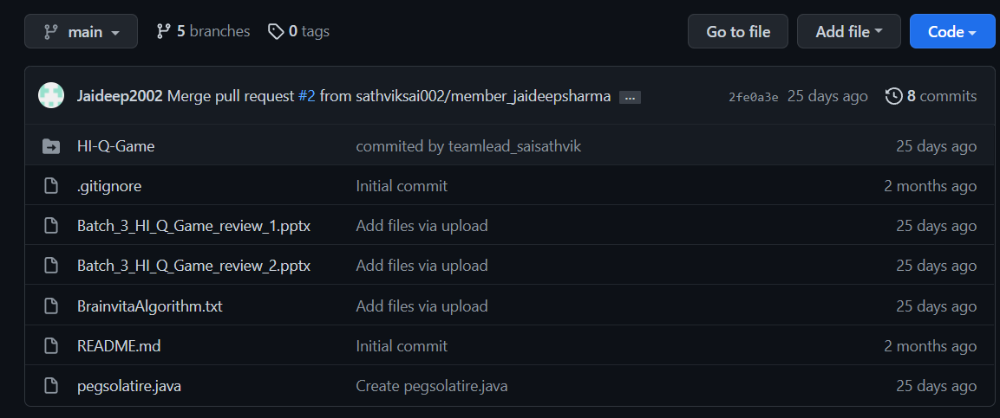 main 5 branches 0 tags Go to file Add file Code
Jaideep2002 Merge pull request #2 from sathviksai002/member_jaideepsharma ... 2fe0a3e 25 days ago 8 commits
HI-Q-Game commited by teamlead_saisathvik 25 days ago
.gitignore Initial commit 2 months ago
Batch_3_HI_Q_Game_review_1.pptx Add files via upload 25 days ago
Batch_3_HI_Q_Game_review_2.pptx Add files via upload 25 days ago
BrainvitaAlgorithm.txt Add files via upload 25 days ago
README.md Initial commit 2 months ago
pegsolatire.java Create pegsolatire.java 25 days ago